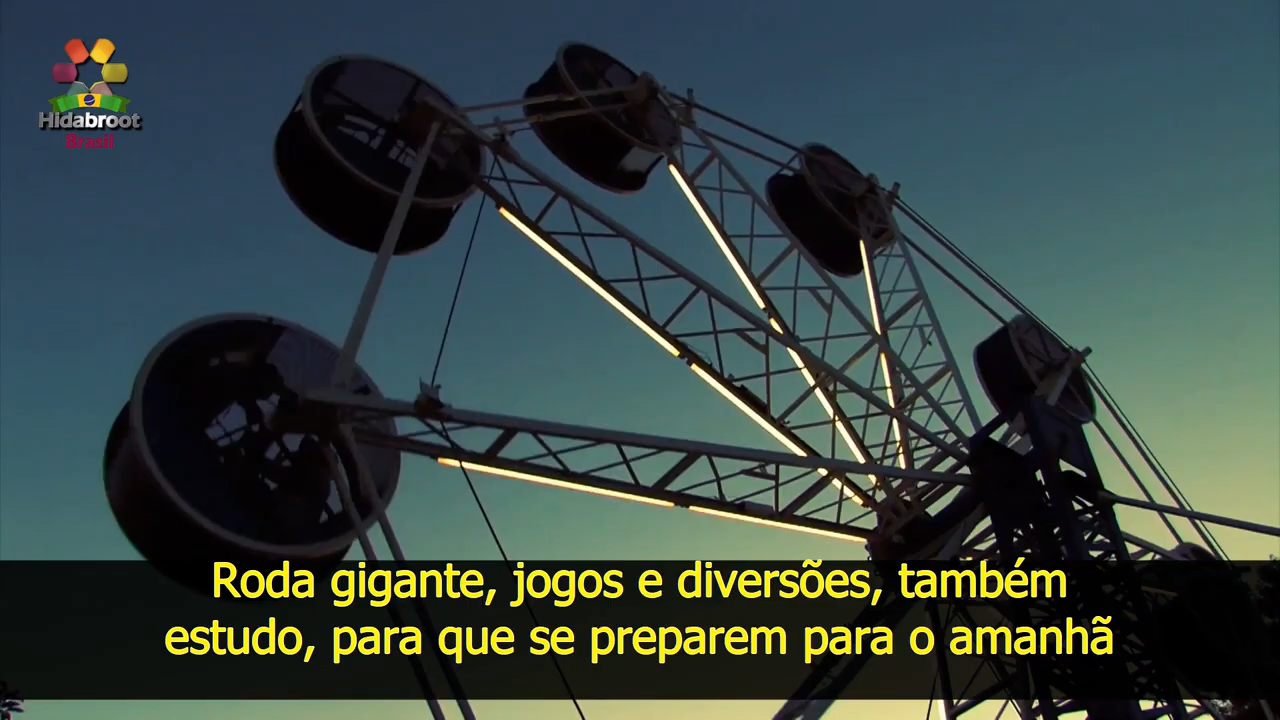 Hidabroot
Brasil
Roda gigante, jogos e diversões, também
estudo, para que se preparem para o amanhã